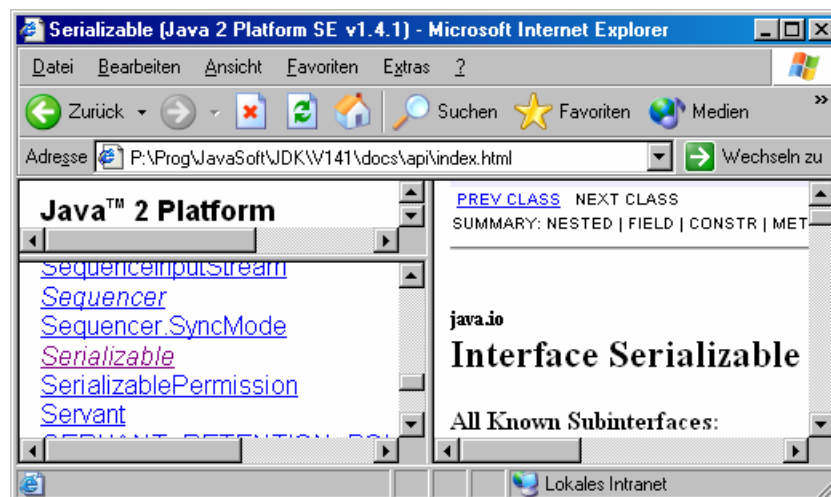 Serializable (Java 2 Platform SE v1.4.1) - Microsoft Internet Explorer
Datei Bearbeiten Ansicht Favoriten Extras ?
Zurück Suchen Favoriten Medien »
Adresse P:\Prog\JavaSoft\JDK\V141\docs\api\index.html Wechseln zu
Java™ 2 Platform
SequenceInputStream
Sequencer
Sequencer.SyncMode
Serializable
SerializablePermission
Servant
PREV CLASS NEXT CLASS
SUMMARY: NESTED | FIELD | CONSTR | MET
java.io
Interface Serializable
All Known Subinterfaces:
Lokales Intranet